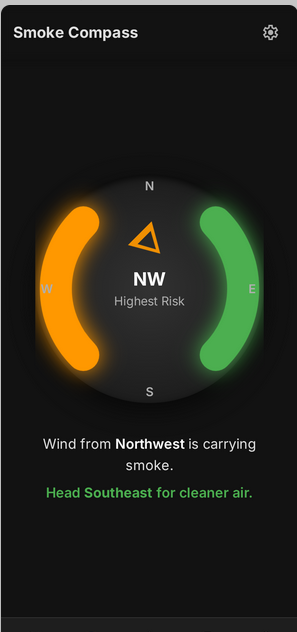 Smoke Compass
N
W
E
NW
Highest Risk
S
Wind from Northwest is carrying
smoke.
Head Southeast for cleaner air.